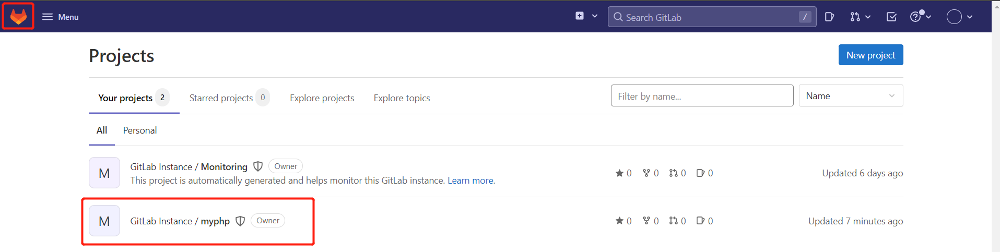 Menu
Search GitLab /
Projects
New project
Your projects 2 Starred projects 0 Explore projects Explore topics Filter by name... Name
All Personal
M GitLab Instance / Monitoring Owner
This project is automatically generated and helps monitor this GitLab instance. Learn more.
0 0 0 0 Updated 6 days ago
M GitLab Instance / myphp Owner 0 0 0 0 Updated 7 minutes ago